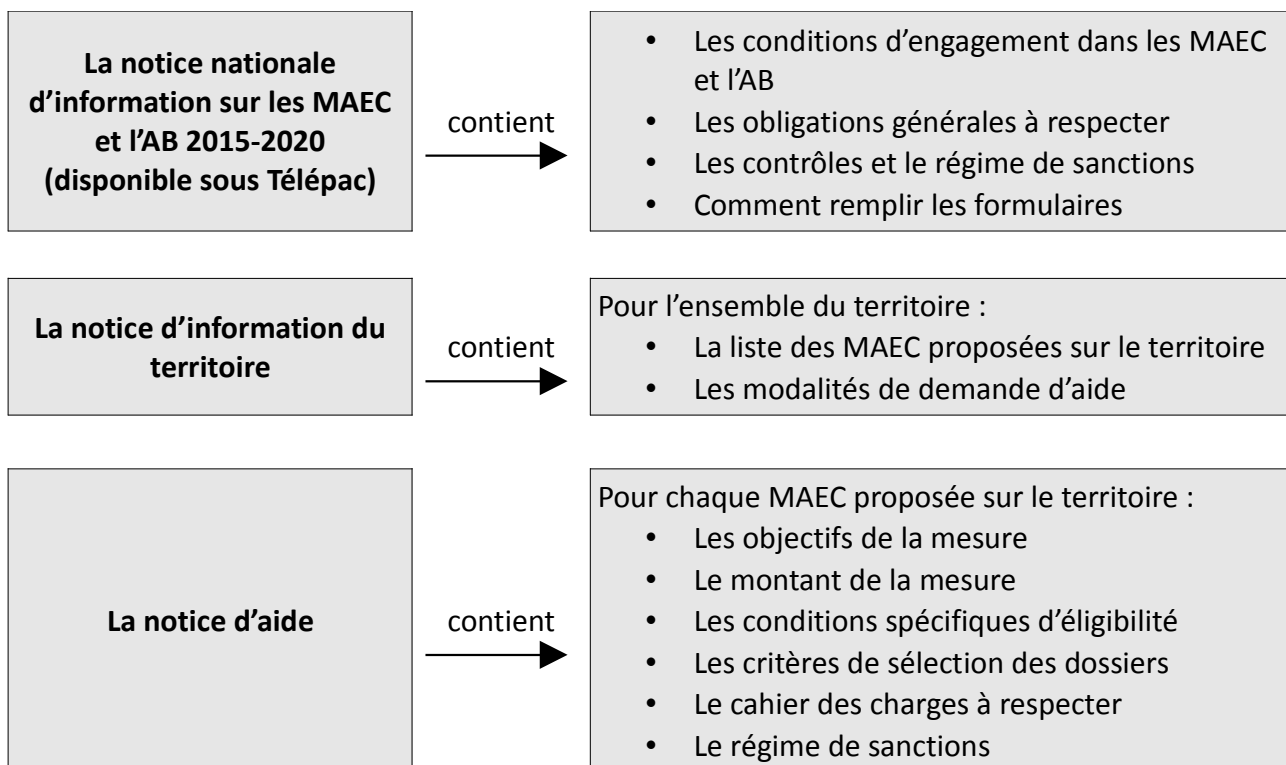 La notice nationale
d’information sur les MAEC
et l’AB 2015-2020
(disponible sous Télépac)
contient
• Les conditions d’engagement dans les MAEC
et l’AB
• Les obligations générales à respecter
• Les contrôles et le régime de sanctions
• Comment remplir les formulaires
La notice d’information du
territoire
contient
Pour l’ensemble du territoire :
• La liste des MAEC proposées sur le territoire
• Les modalités de demande d’aide
La notice d’aide
contient
Pour chaque MAEC proposée sur le territoire :
• Les objectifs de la mesure
• Le montant de la mesure
• Les conditions spécifiques d’éligibilité
• Les critères de sélection des dossiers
• Le cahier des charges à respecter
• Le régime de sanctions